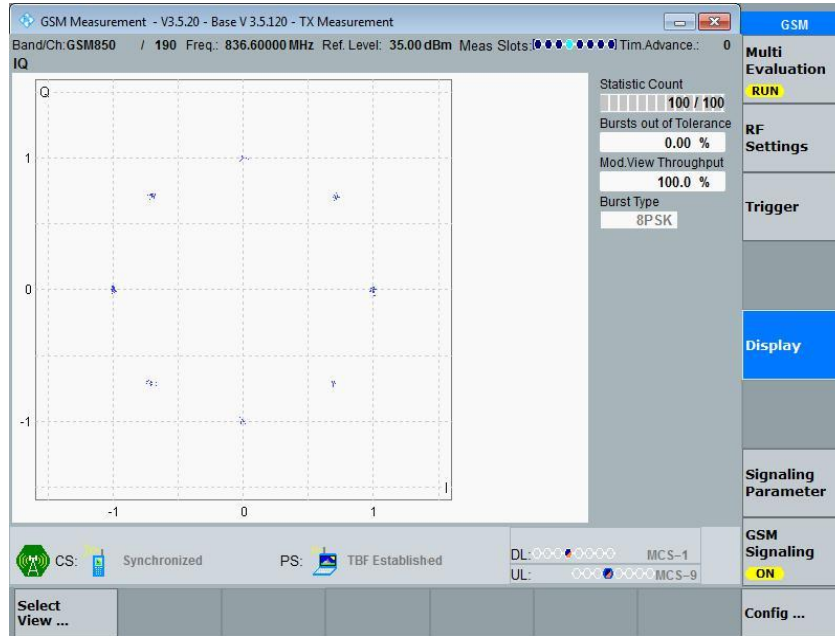 GSM Measurement - V3.5.20 - Base V 3.5.120 - TX Measurement
GSM
Band/Ch:GSM850 / 190 Freq.: 836.60000 MHz Ref. Level: 35.00 dBm Meas Slots: Tim.Advance.: 0
IQ
Multi
Evaluation
RUN
Statistic Count
100 / 100
Bursts out of Tolerance
0.00 %
Mod.View Throughput
100.0 %
Burst Type
8PSK
RF
Settings
Trigger
Display
Signaling
Parameter
GSM
Signaling
ON
Q
1
0
-1
I
-1 0 1
CS: Synchronized PS: TBF Established
DL: MCS-1
UL: MCS-9
Select
View ...
Config ...